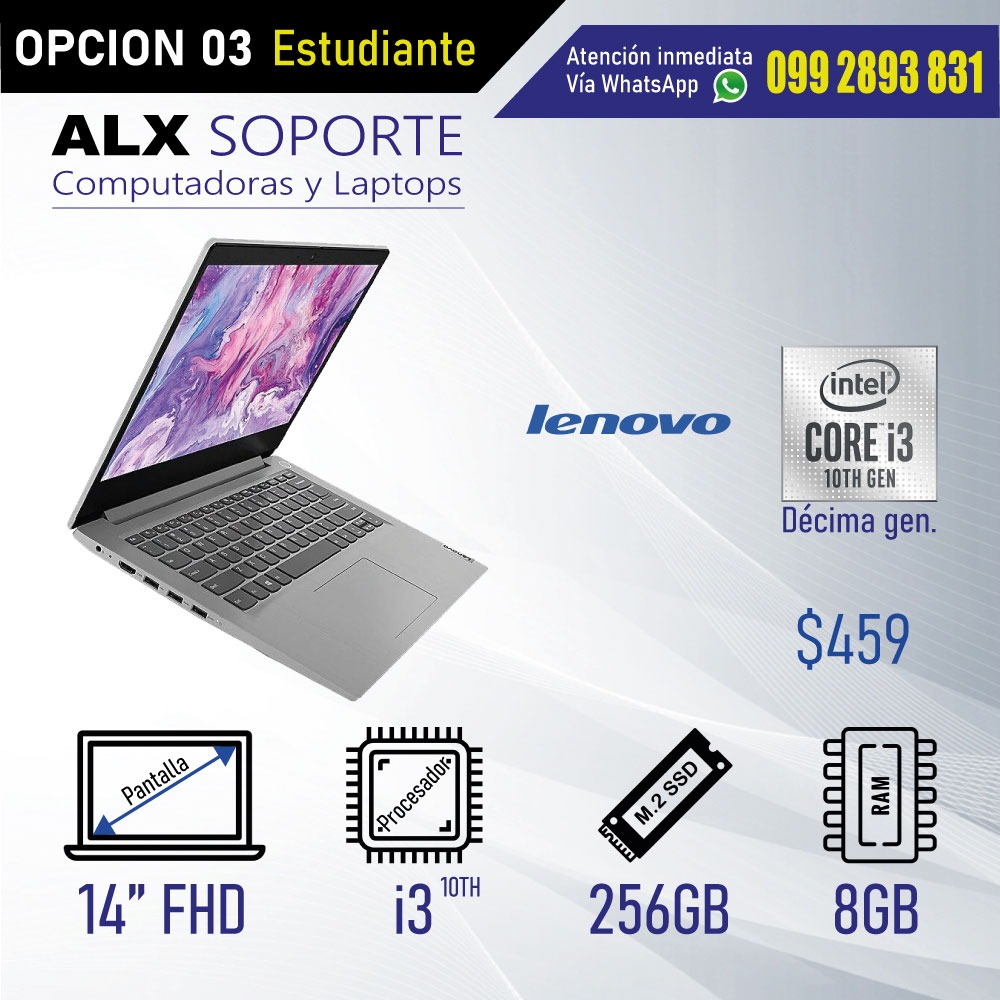 OPCION 03 Estudiante
Atención inmediata
Vía WhatsApp
099 2893 831
ALX SOPORTE
Computadoras y Laptops
lenovo
intel
CORE i3
10TH GEN
Décima gen.
$459
Pantalla
Procesador
M.2 SSD
RAM
14” FHD
i3 10TH
256GB
8GB